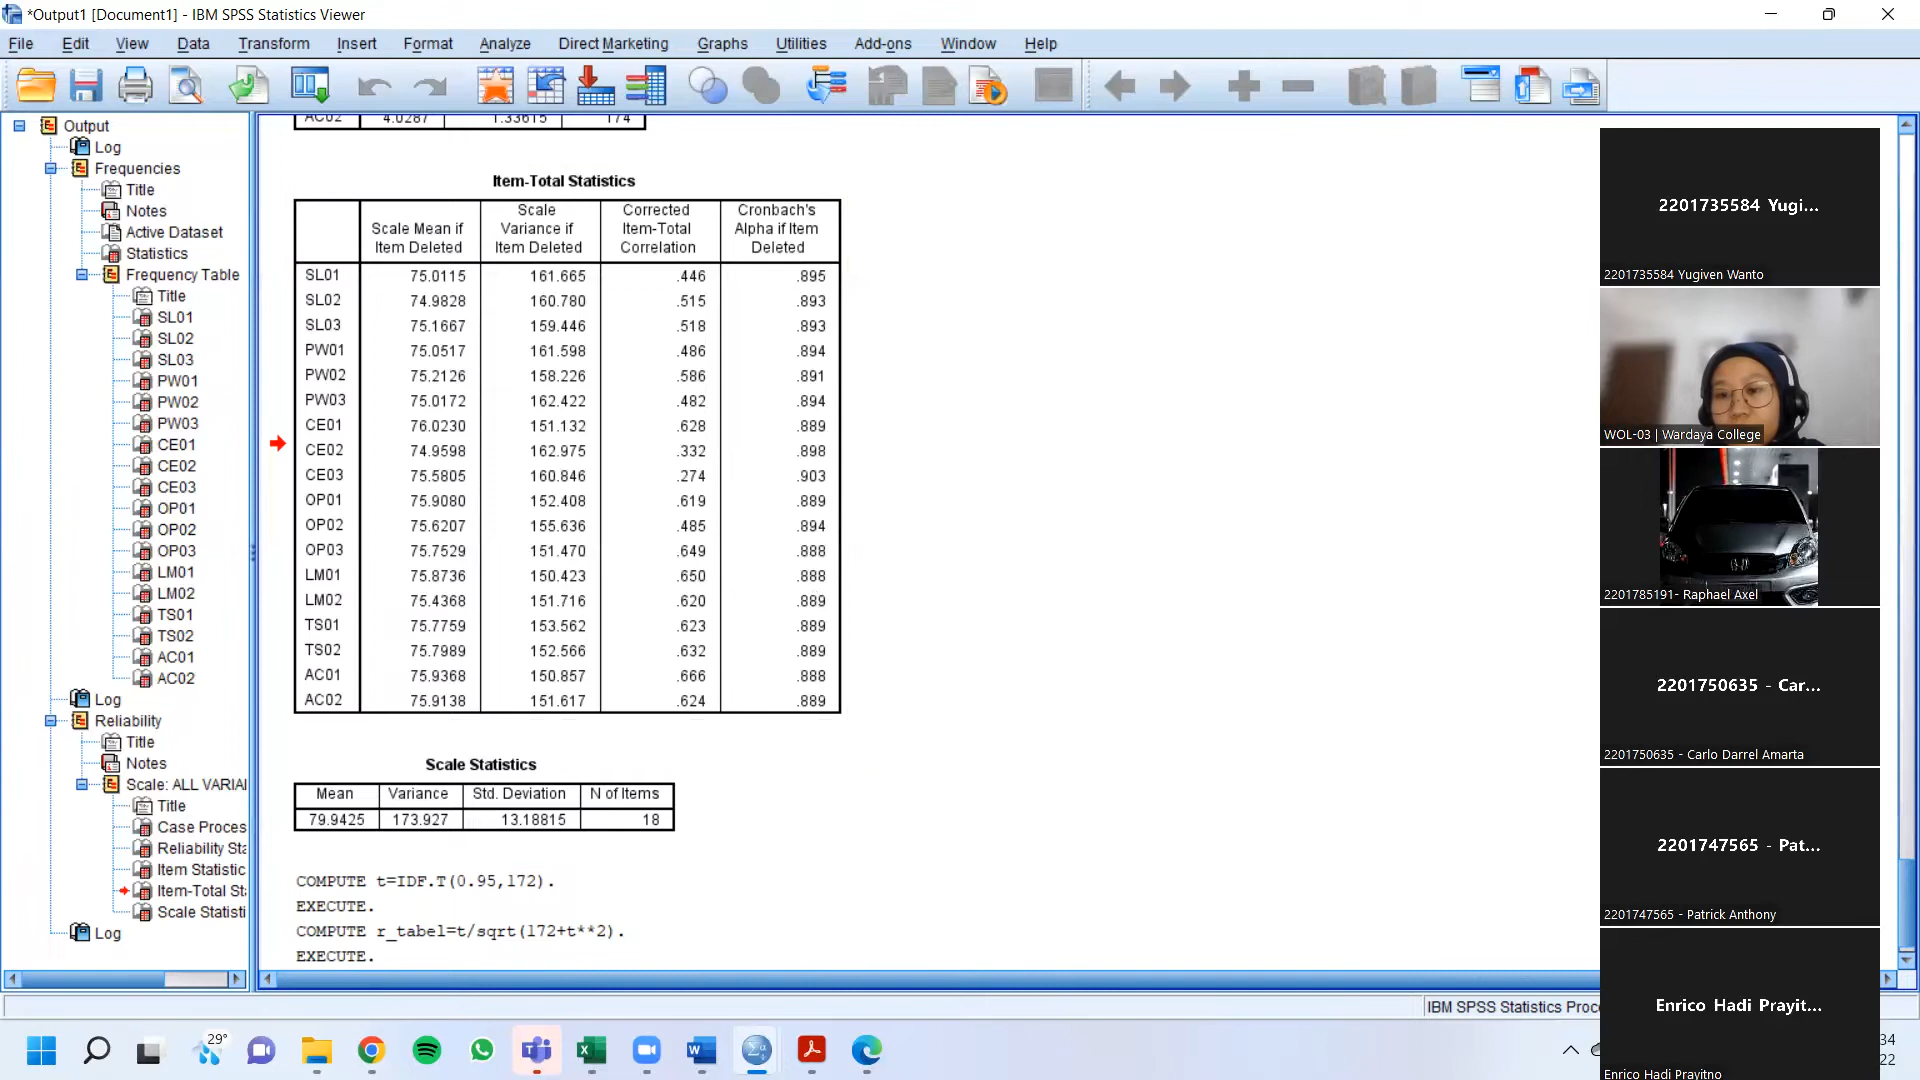 *Output1 [Document1] - IBM SPSS Statistics Viewer
File Edit View Data Transform Insert Format Analyze Direct Marketing Graphs Utilities Add-ons Window Help
Output
Log
Frequencies
Title
Notes
Active Dataset
Statistics
Frequency Table
Title
SL01
SL02
SL03
PW01
PW02
PW03
CE01
CE02
CE03
OP01
OP02
OP03
LM01
LM02
TS01
TS02
AC01
AC02
Log
Reliability
Title
Notes
Scale: ALL VARIAI
Title
Case Proces
Reliability Sta
Item Statistic
Item-Total St
Scale Statisti
Log
AC02 4.0287 1.33615 174
Item-Total Statistics
Scale Mean if Item Deleted Scale Variance if Item Deleted Corrected Item-Total Correlation Cronbach's Alpha if Item Deleted
SL01 75.0115 161.665 .446 .895
SL02 74.9828 160.780 .515 .893
SL03 75.1667 159.446 .518 .893
PW01 75.0517 161.598 .486 .894
PW02 75.2126 158.226 .586 .891
PW03 75.0172 162.422 .482 .894
CE01 76.0230 151.132 .628 .889
CE02 74.9598 162.975 .332 .898
CE03 75.5805 160.846 .274 .903
OP01 75.9080 152.408 .619 .889
OP02 75.6207 155.636 .485 .894
OP03 75.7529 151.470 .649 .888
LM01 75.8736 150.423 .650 .888
LM02 75.4368 151.716 .620 .889
TS01 75.7759 153.562 .623 .889
TS02 75.7989 152.566 .632 .889
AC01 75.9368 150.857 .666 .888
AC02 75.9138 151.617 .624 .889
Scale Statistics
Mean Variance Std. Deviation N of Items
79.9425 173.927 13.18815 18
COMPUTE t=IDF.T(0.95,172).
EXECUTE.
COMPUTE r_tabel=t/sqrt(172+t**2).
EXECUTE.
IBM SPSS Statistics Proce
2201735584 Yugi...
2201735584 Yugiven Wanto
WOL-03 | Wardaya College
2201785191- Raphael Axel
2201750635 - Car...
2201750635 - Carlo Darrel Amarta
2201747565 - Pat...
2201747565 - Patrick Anthony
Enrico Hadi Prayit...
Enrico Hadi Prayitno
29°
34
22